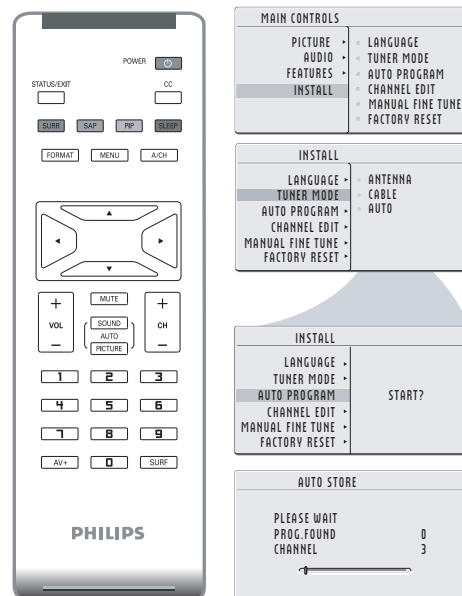 POWER
STATUS/EXIT CC
SURR SAP PIP SLEEP
FORMAT MENU A/CH
+ MUTE +
VOL SOUND CH
AUTO
– PICTURE –
1 2 3
4 5 6
7 8 9
AV+ 0 SURF
PHILIPS
MAIN CONTROLS
PICTURE LANGUAGE
AUDIO TUNER MODE
FEATURES AUTO PROGRAM
INSTALL CHANNEL EDIT
MANUAL FINE TUNE
FACTORY RESET
INSTALL
LANGUAGE ANTENNA
TUNER MODE CABLE
AUTO PROGRAM AUTO
CHANNEL EDIT
MANUAL FINE TUNE
FACTORY RESET
INSTALL
LANGUAGE
TUNER MODE
AUTO PROGRAM START?
CHANNEL EDIT
MANUAL FINE TUNE
FACTORY RESET
AUTO STORE
PLEASE WAIT
PROG.FOUND 0
CHANNEL 3